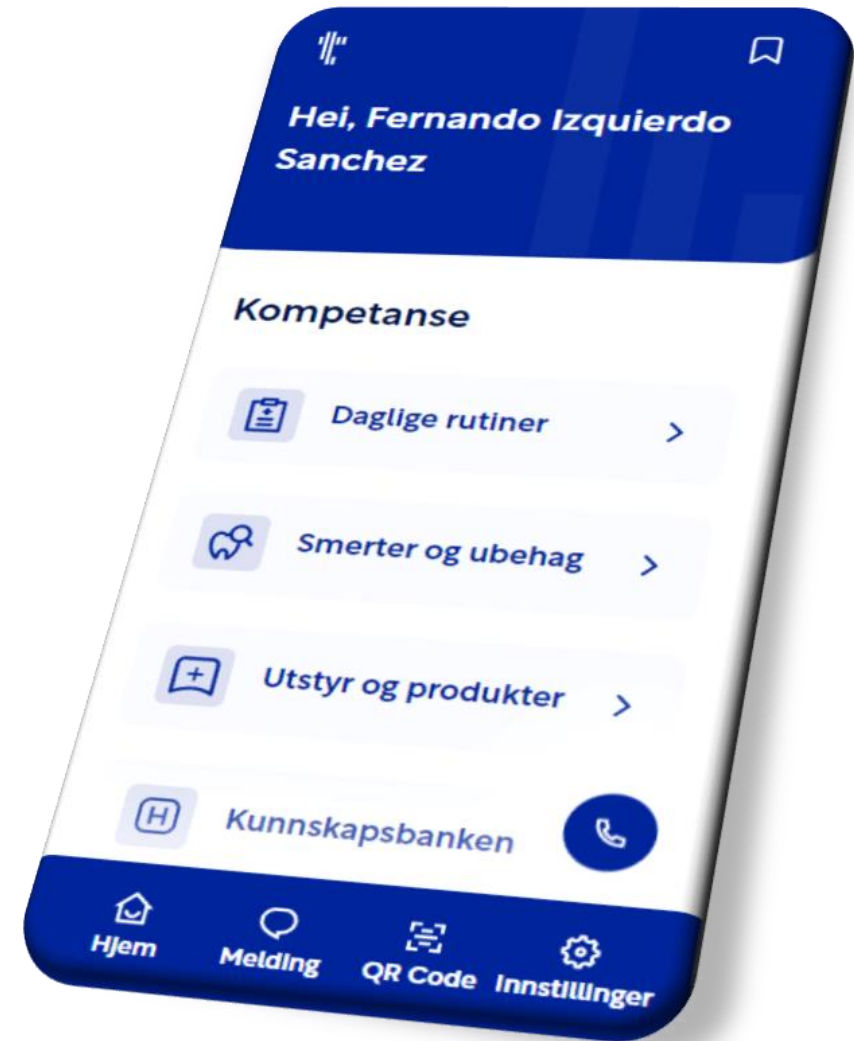 Hei, Fernando Izquierdo
Sanchez
Kompetanse
Daglige rutiner
Smerter og ubehag
Utstyr og produkter
H Kunnskapsbanken
Hjem Melding QR Code Innstillinger